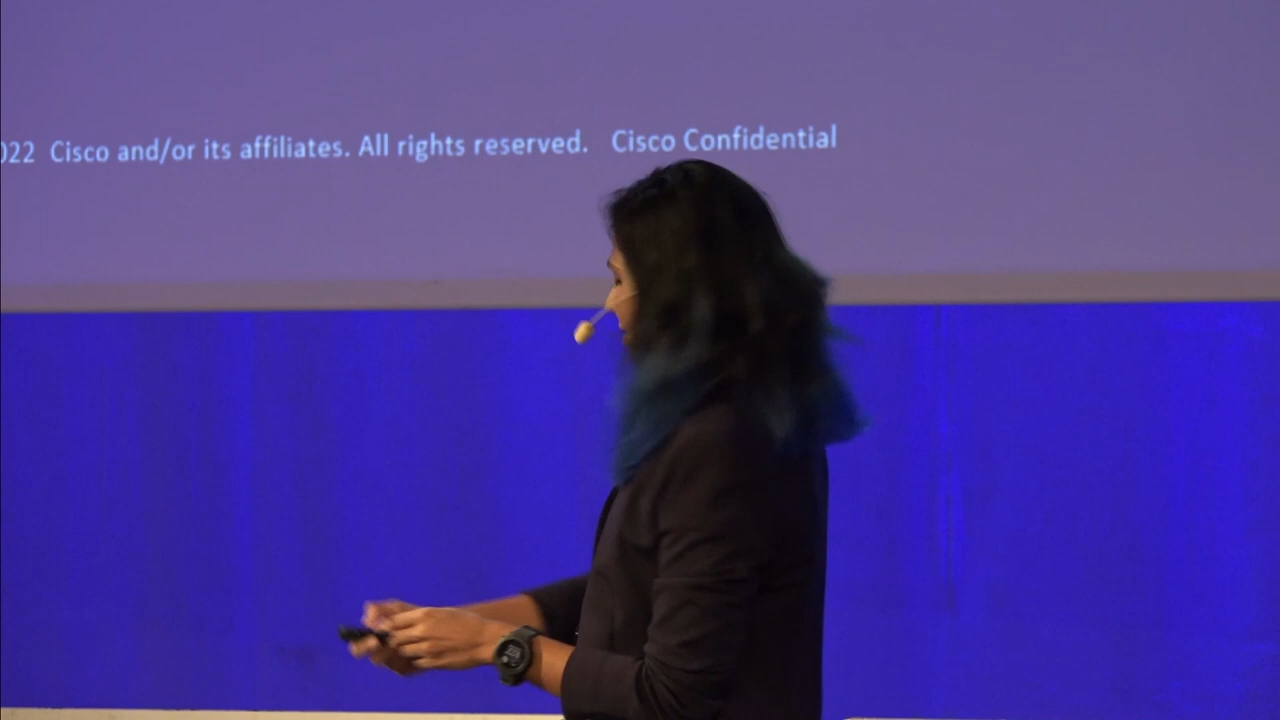 022 Cisco and/or its affiliates. All rights reserved. Cisco Confidential